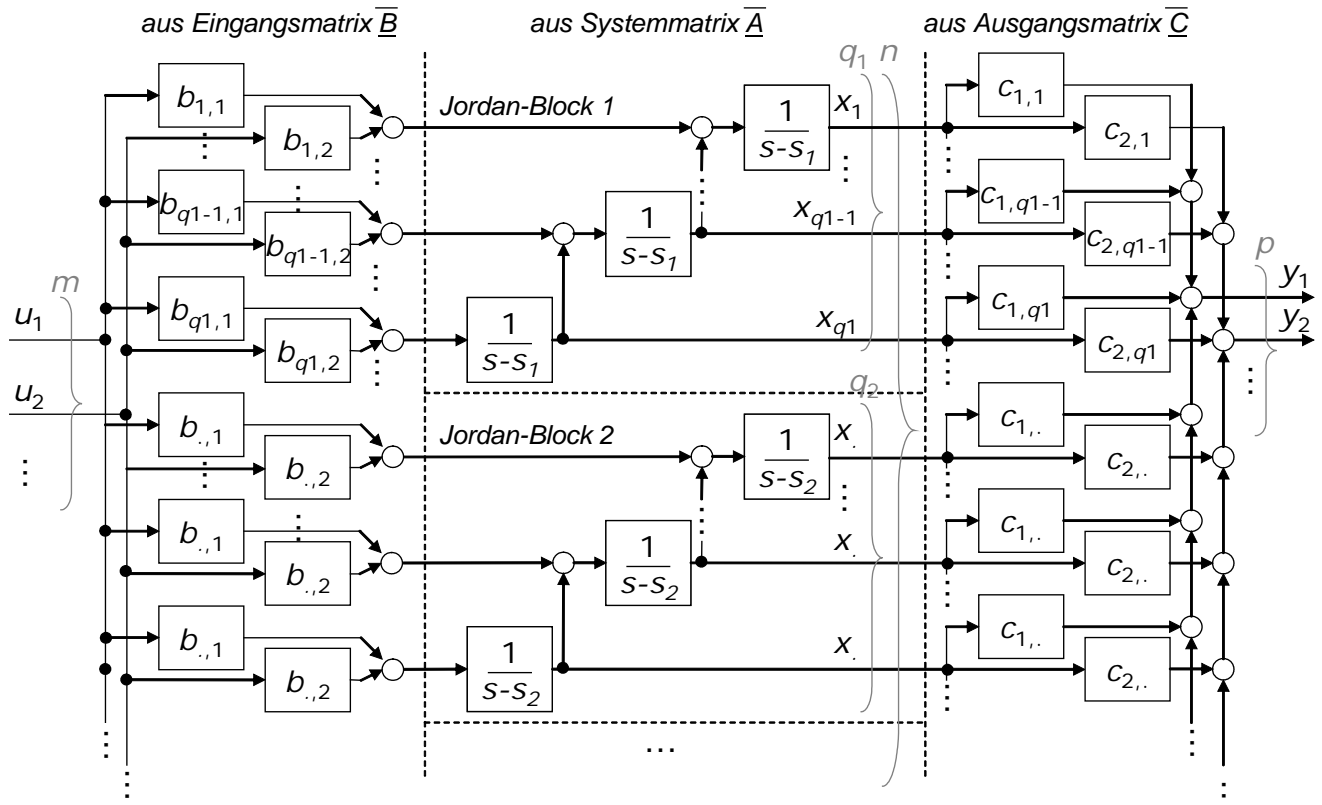 aus Eingangsmatrix B
aus Systemmatrix A
aus Ausgangsmatrix C
q1
n
b1,1
⋮
b1,2
⋮
Jordan-Block 1
1
s-s1
x1
⋮
c1,1
c2,1
⋮
bq1-1,1
⋮
bq1-1,2
⋮
1
s-s1
⋮
xq1-1
c1,q1-1
c2,q1-1
⋮
m
u1
bq1,1
bq1,2
⋮
1
s-s1
xq1
c1,q1
c2,q1
p
y1
y2
⋮
u2
⋮
q2
b.,1
⋮
b.,2
Jordan-Block 2
1
s-s2
x.
⋮
c1,.
c2,.
⋮
b.,1
⋮
b.,2
1
s-s2
⋮
x.
c1,.
c2,.
⋮
b.,1
b.,2
1
s-s2
x.
c1,.
c2,.
⋮
⋮
⋮
...
⋮
⋮